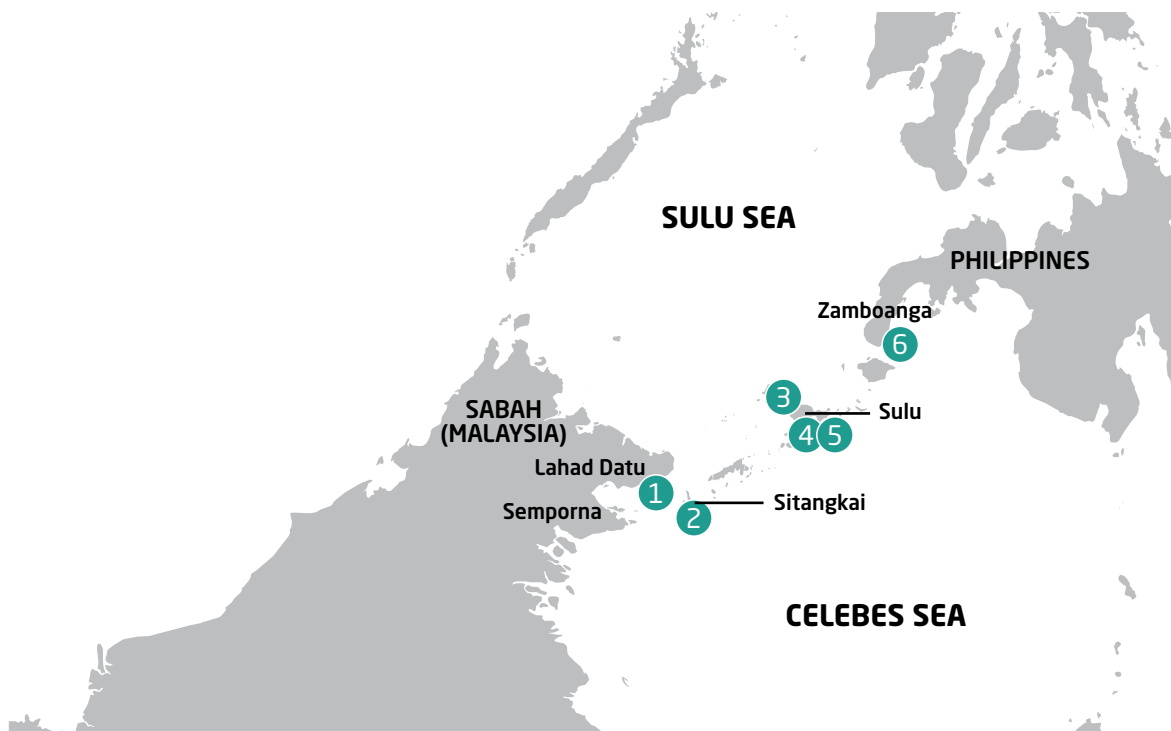 SULU SEA
PHILIPPINES
Zamboanga
6
3
SABAH
(MALAYSIA)
Sulu
4 5
Lahad Datu
1
Semporna
2
Sitangkai
CELEBES SEA